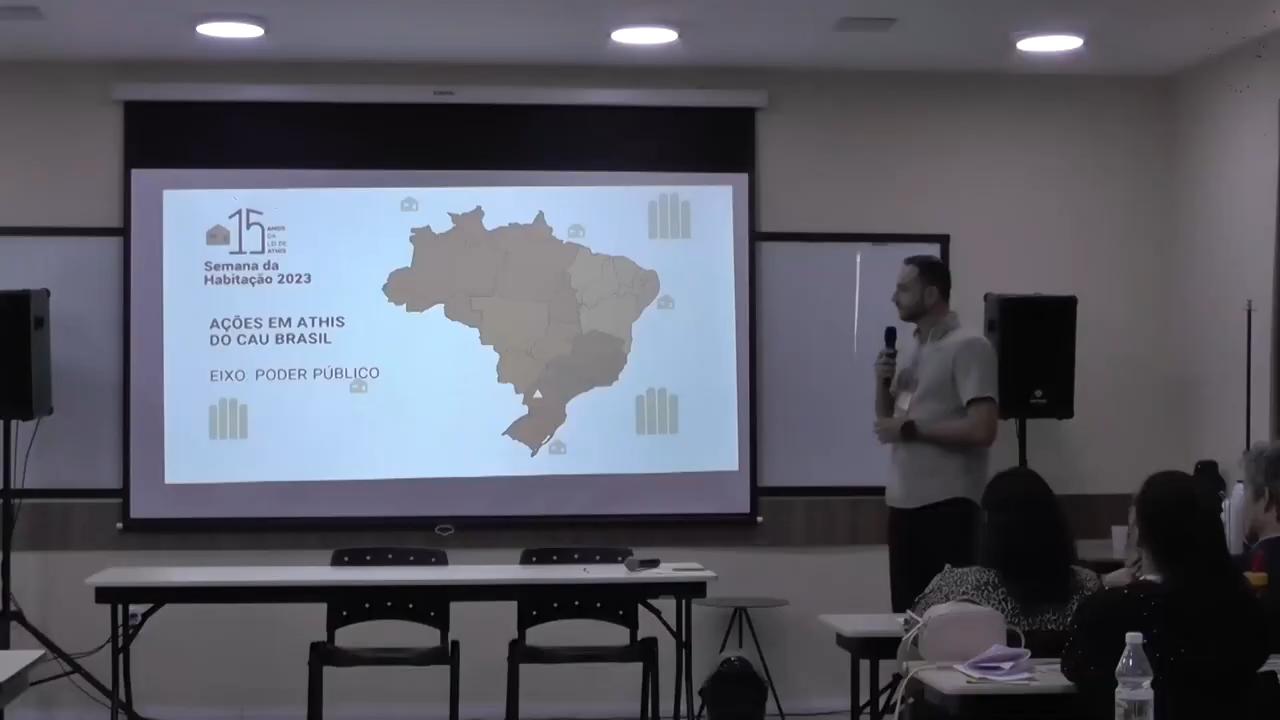 15
ANOS
DA
LEI DE
ATHIS
Semana da
Habitação 2023
AÇÕES EM ATHIS
DO CAU BRASIL
EIXO PODER PÚBLICO